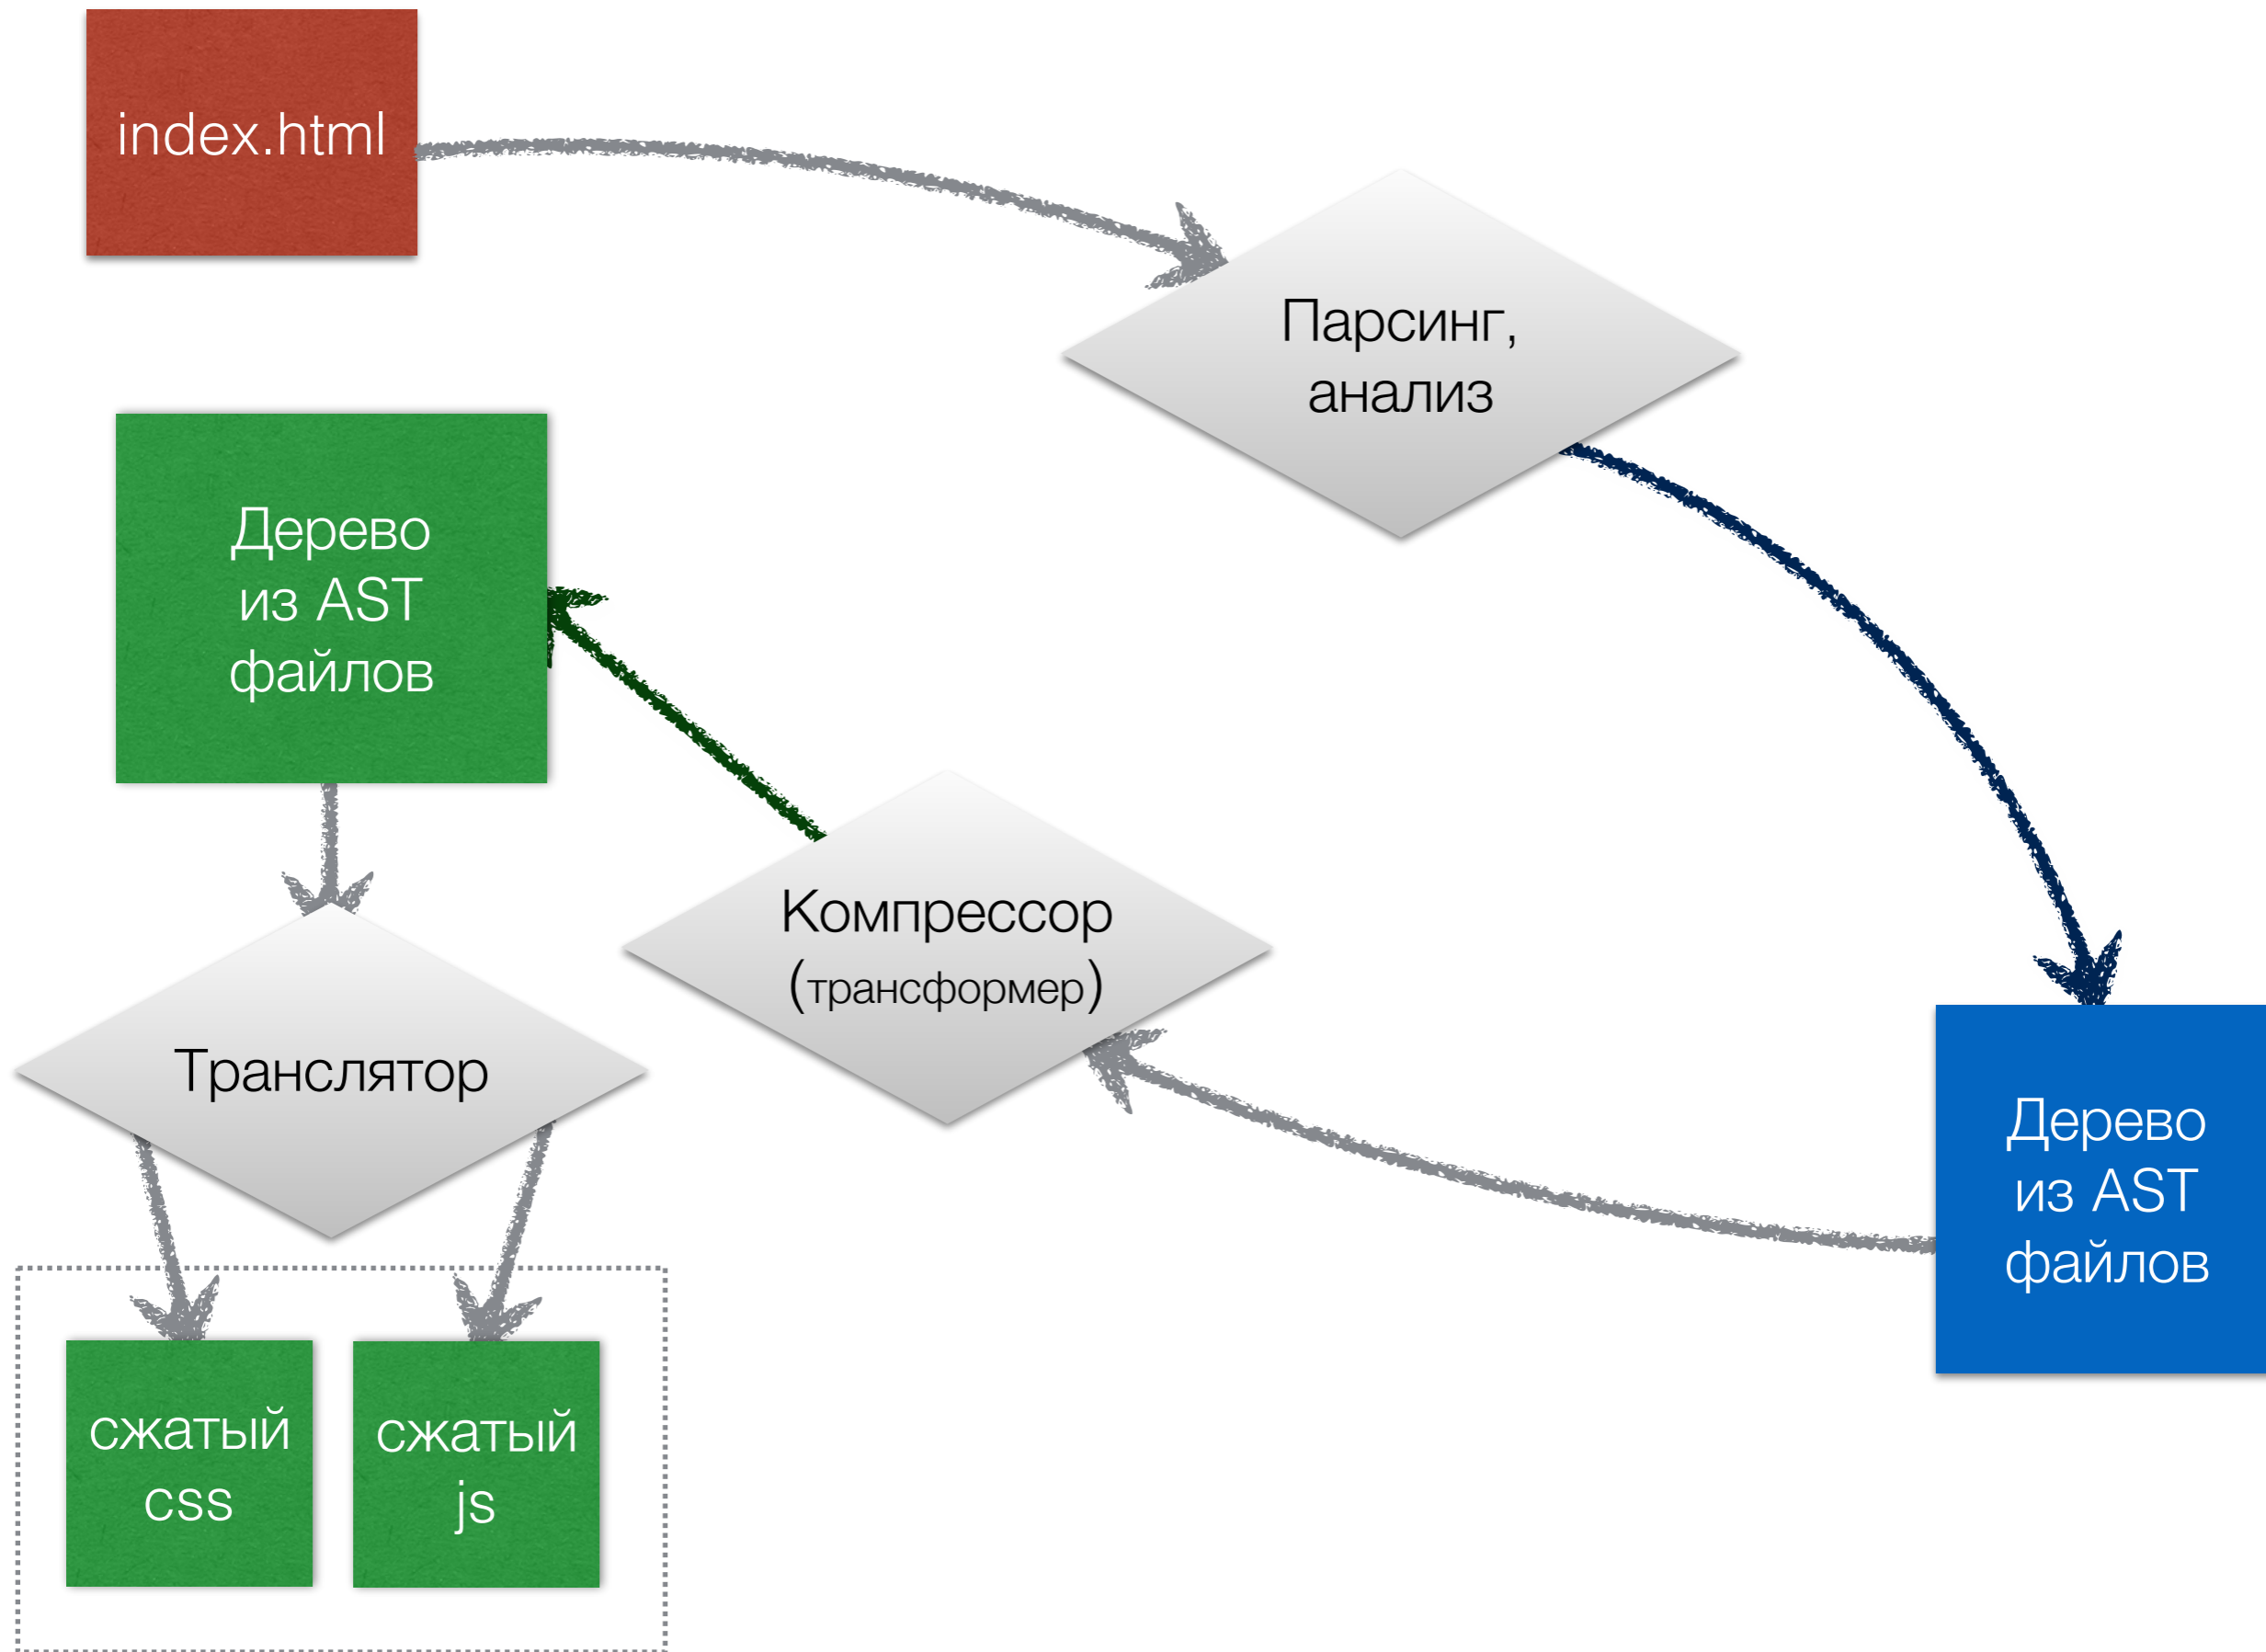 index.html
Парсинг,
анализ
Дерево
из AST
файлов
Компрессор
(трансформер)
Транслятор
Дерево
из AST
файлов
сжатый
css
сжатый
js